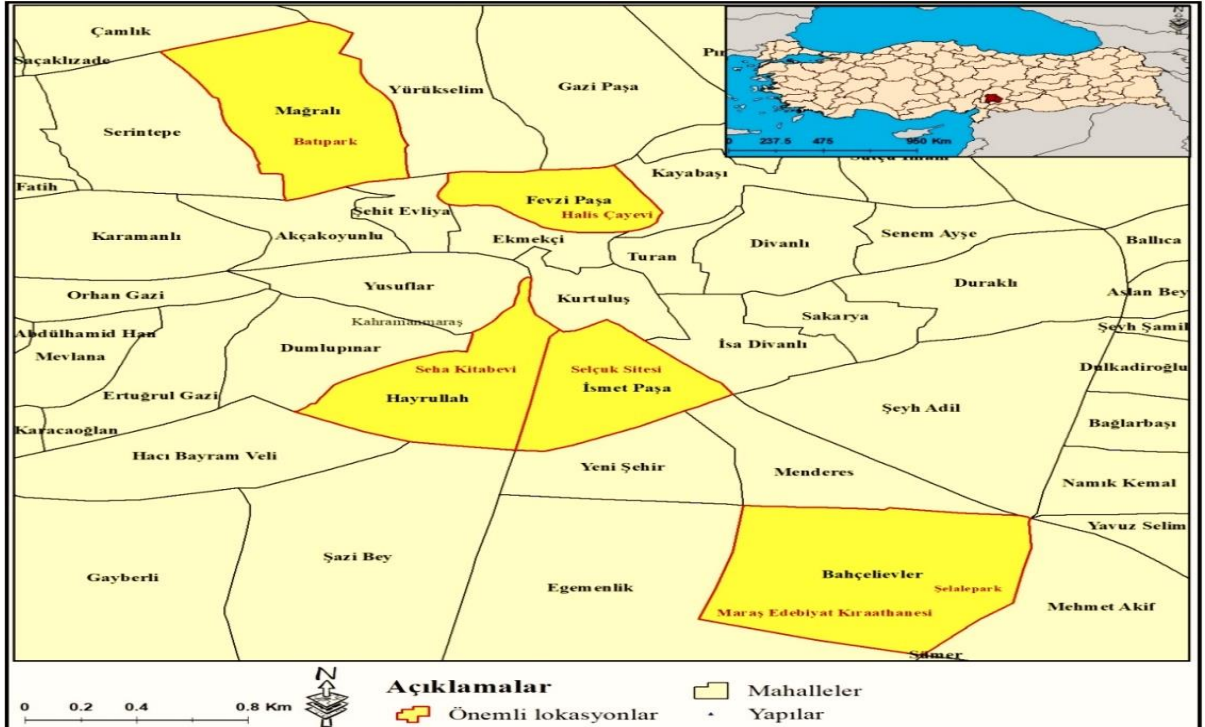 Çamlık
Saçaklızade
Yürükselim
Gazi Paşa
N
0 237.5 475 950 Km
Mağralı
Serintepe
Batıpark
Kayabaşı
Fatih
Fevzi Paşa
Şehit Evliya
Halis Çayevi
Karamanlı
Akçakoyunlu
Ekmekçi
Divanlı
Senem Ayşe
Ballıca
Turan
Yusuflar
Kurtuluş
Duraklı
Orhan Gazi
Aslan Bey
Sakarya
Kahramanmaraş
Abdülhamid Han
Şeyh Şamil
Mevlana
Dumlupınar
İsa Divanlı
Seha Kitabevi
Selçuk Sitesi
Dulkadiroğlu
Ertuğrul Gazi
Hayrullah
İsmet Paşa
Şeyh Adil
Karacaoğlan
Bağlarbaşı
Hacı Bayram Veli
Yeni Şehir
Menderes
Namık Kemal
Yavuz Selim
Şazi Bey
Gayberli
Egemenlik
Bahçelievler
Şelalepark
Maraş Edebiyat Kıraathanesi
Mehmet Akif
Sümer
N
0 0.4 0.8 Km
Açıklamalar
Önemli lokasyonlar
Mahalleler
Yapılar